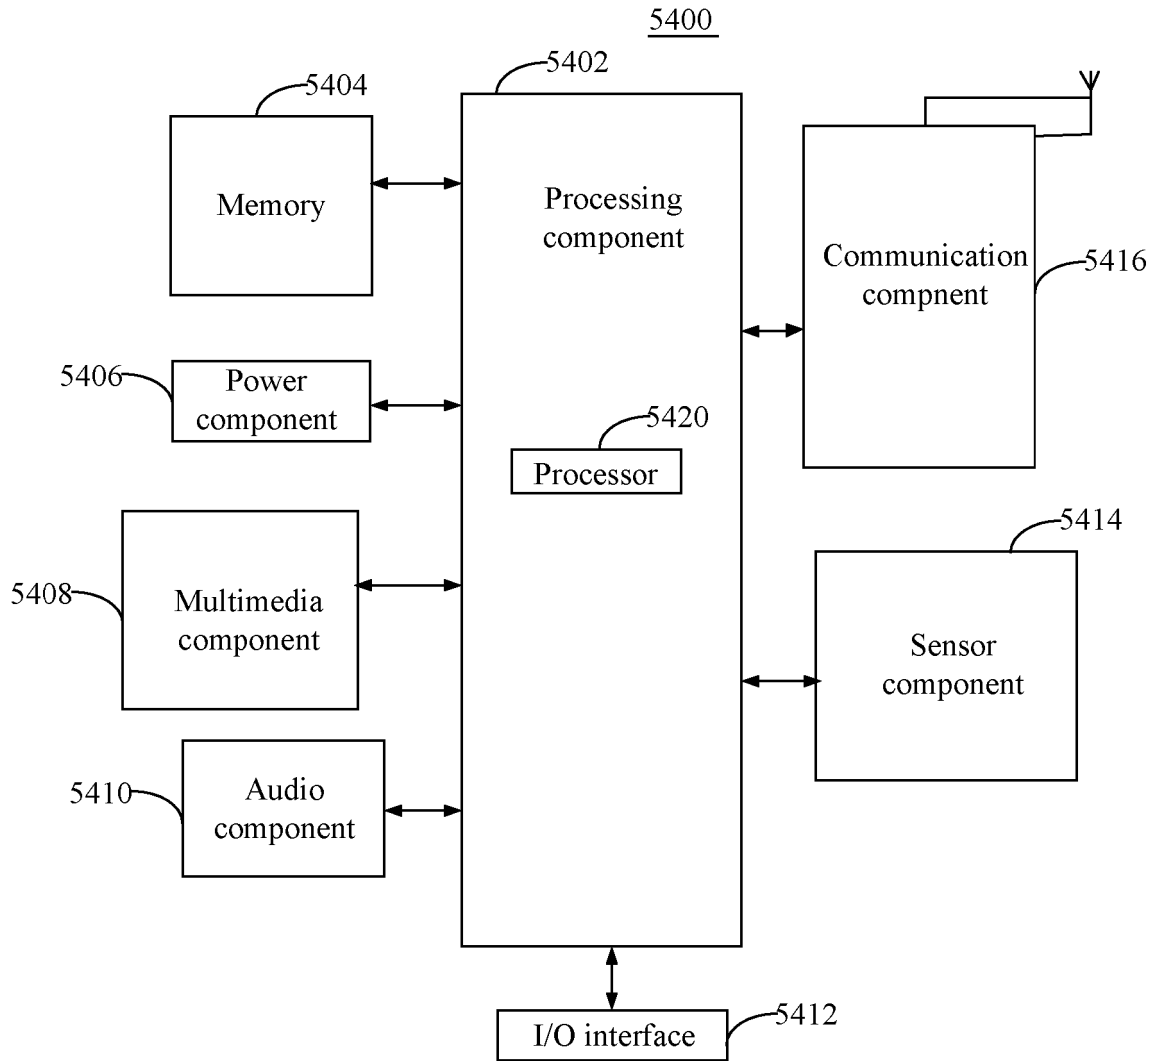 5400
5402
5404
Memory
Processing
component
Communication
compnent
5416
5406
Power
component
5420
Processor
5414
5408
Multimedia
component
Sensor
component
5410
Audio
component
I/O interface
5412